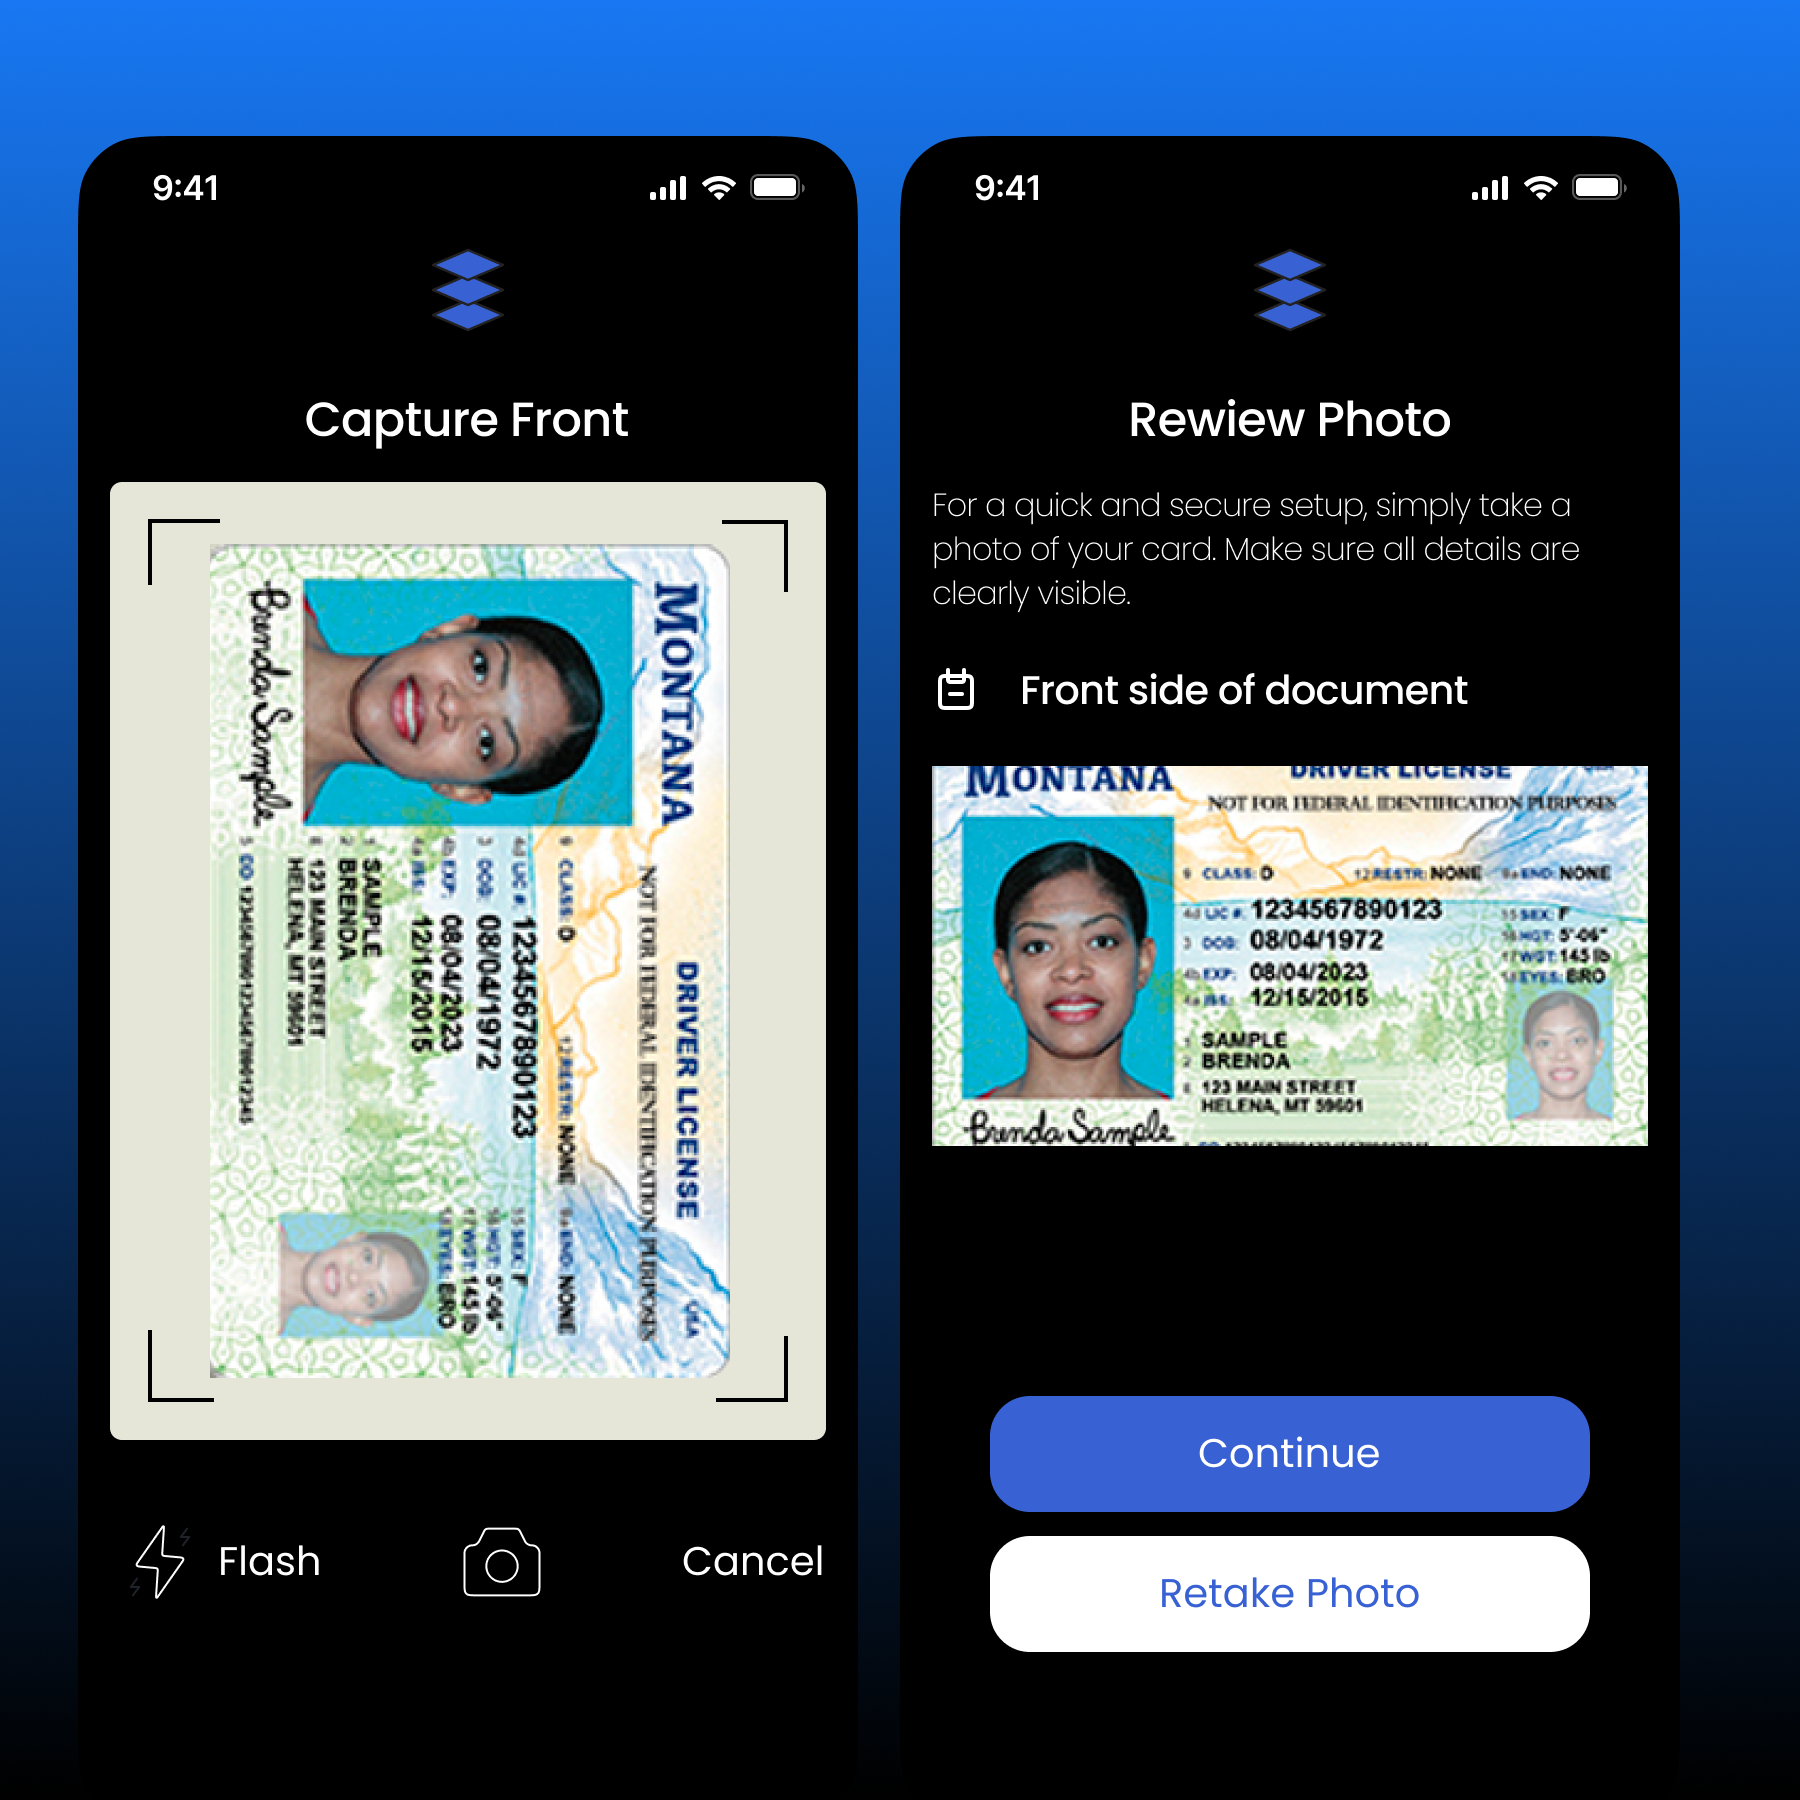 9:41
Capture Front
MONTANA
DRIVER LICENSE
USA
NOT FOR FEDERAL IDENTIFICATION PURPOSES
9 CLASS: D
12 RESTR: NONE
9a END: NONE
4d LIC #: 1234567890123
15 SEX: F
3 DOB: 08/04/1972
16 HGT: 5'-06"
4b EXP: 08/04/2023
17 WGT: 145 lb
4a ISS: 12/15/2015
18 EYES: BRO
1 SAMPLE
2 BRENDA
8 123 MAIN STREET
HELENA, MT 59601
Brenda Sample
5 DD
Flash
Cancel
9:41
Rewiew Photo
For a quick and secure setup, simply take a
photo of your card. Make sure all details are
clearly visible.
Front side of document
MONTANA
DRIVER LICENSE
NOT FOR FEDERAL IDENTIFICATION PURPOSES
9 CLASS: D
12 RESTR: NONE
9a END: NONE
4d LIC #: 1234567890123
15 SEX: F
3 DOB: 08/04/1972
16 HGT: 5'-06"
17 WGT: 145 lb
4b EXP: 08/04/2023
18 EYES: BRO
4a ISS: 12/15/2015
1 SAMPLE
2 BRENDA
8 123 MAIN STREET
HELENA, MT 59601
Brenda Sample
Continue
Retake Photo